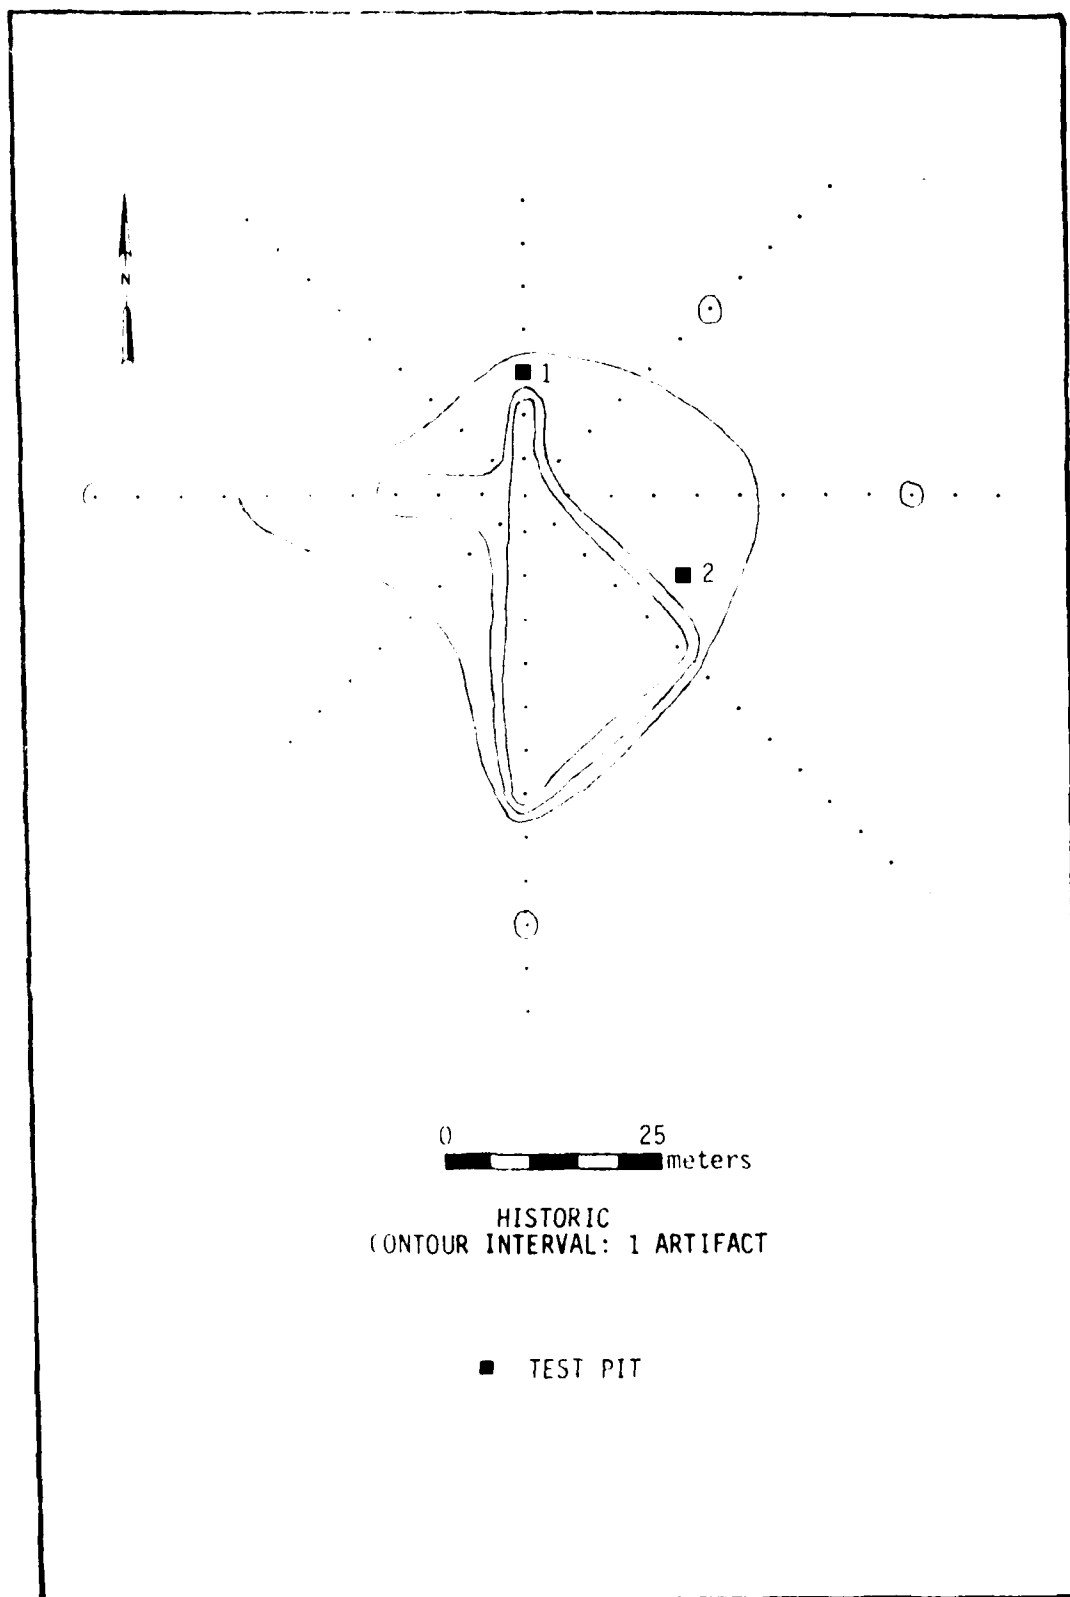 N
1
2
0 25
meters
HISTORIC
CONTOUR INTERVAL: 1 ARTIFACT
TEST PIT